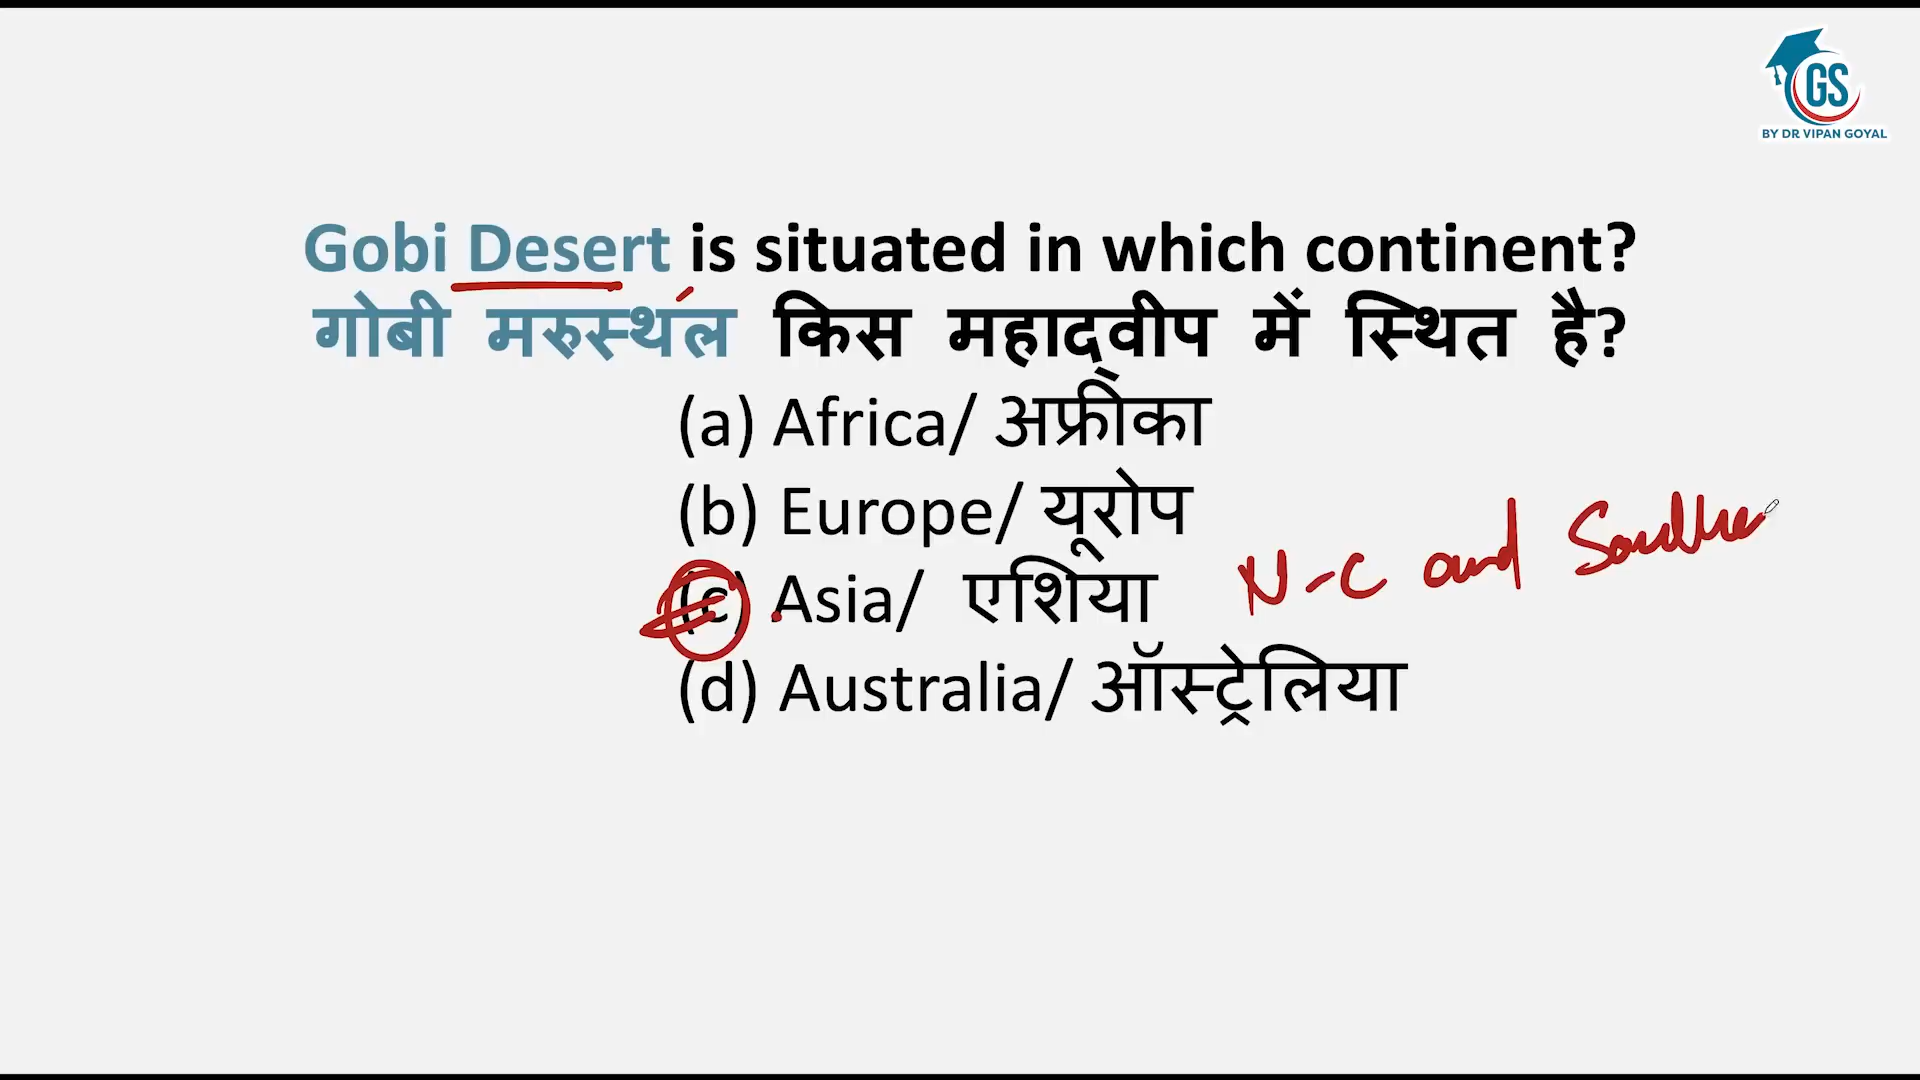 GS
BY DR VIPAN GOYAL
Gobi Desert is situated in which continent?
गोबी मरुस्थल किस महाद्वीप में स्थित है?
(a) Africa/ अफ्रीका
(b) Europe/ यूरोप
(c) Asia/ एशिया
N-C and Southe
(d) Australia/ ऑस्ट्रेलिया